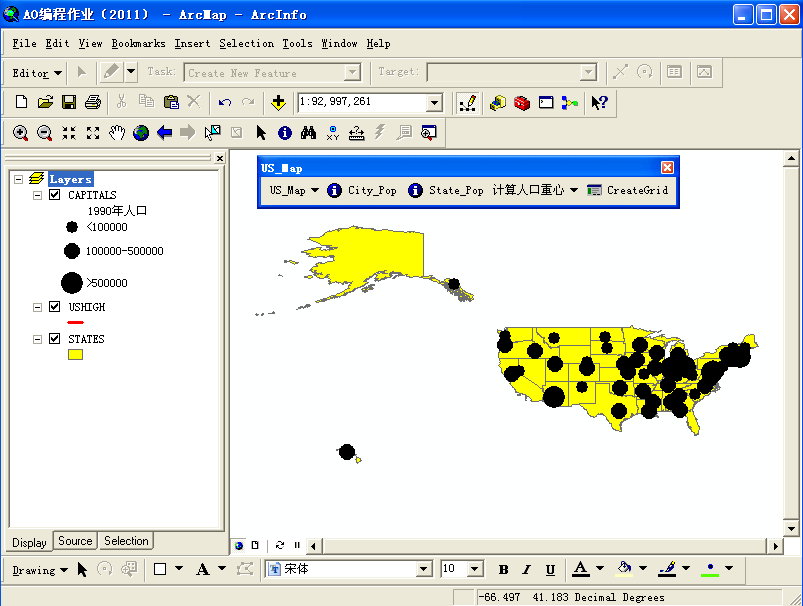 AO编程作业（2011） - ArcMap - ArcInfo
File Edit View Bookmarks Insert Selection Tools Window Help
Editor Task: Create New Feature Target:
1:92,997,261
US_Map
US_Map City_Pop State_Pop 计算人口重心 CreateGrid
Layers
CAPITALS
1990年人口
<100000
100000-500000
>500000
USHIGH
STATES
Display Source Selection
Drawing A 宋体 10 B I U A
-66.497 41.183 Decimal Degrees